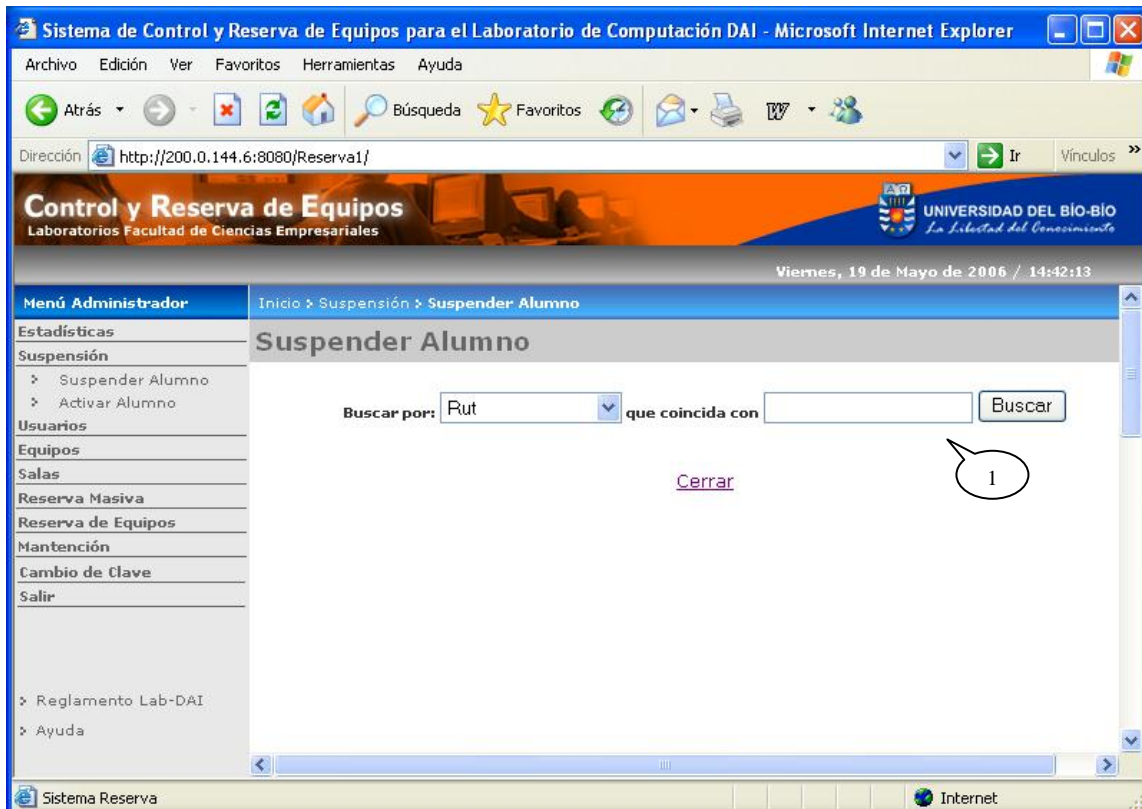 Sistema de Control y Reserva de Equipos para el Laboratorio de Computación DAI - Microsoft Internet Explorer
Archivo Edición Ver Favoritos Herramientas Ayuda
Atrás Búsqueda Favoritos
Dirección http://200.0.144.6:8080/Reserva1/ Ir Vínculos »
Control y Reserva de Equipos
Laboratorios Facultad de Ciencias Empresariales
UNIVERSIDAD DEL BÍO-BÍO
La Libertad del Conocimiento
Viernes, 19 de Mayo de 2006 / 14:42:13
Menú Administrador
Inicio > Suspensión > Suspender Alumno
Estadísticas
Suspensión
> Suspender Alumno
> Activar Alumno
Usuarios
Equipos
Salas
Reserva Masiva
Reserva de Equipos
Mantención
Cambio de Clave
Salir
> Reglamento Lab-DAI
> Ayuda
Suspender Alumno
Buscar por: Rut que coincida con Buscar
1
Cerrar
Sistema Reserva Internet